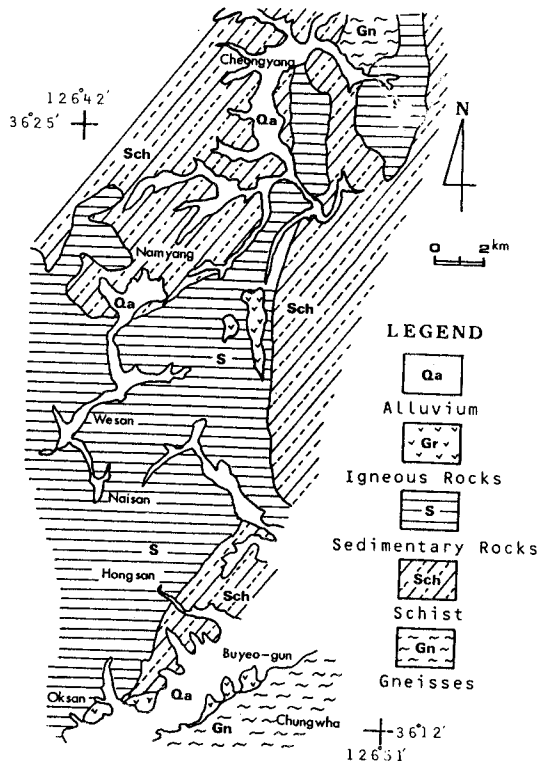 Gn
Cheongyang
126°42'
36°25'
Qa
N
Sch
0 2 km
Namyang
Qa
Sch
S
LEGEND
Qa
Alluvium
Gr
Igneous Rocks
S
Sedimentary Rocks
Sch
Schist
Gn
Gneisses
Wesan
Naisan
S
Hongsan
Sch
Buyeo-gun
Oksan
Qa
Gn
Chungwha
36°12'
126°51'